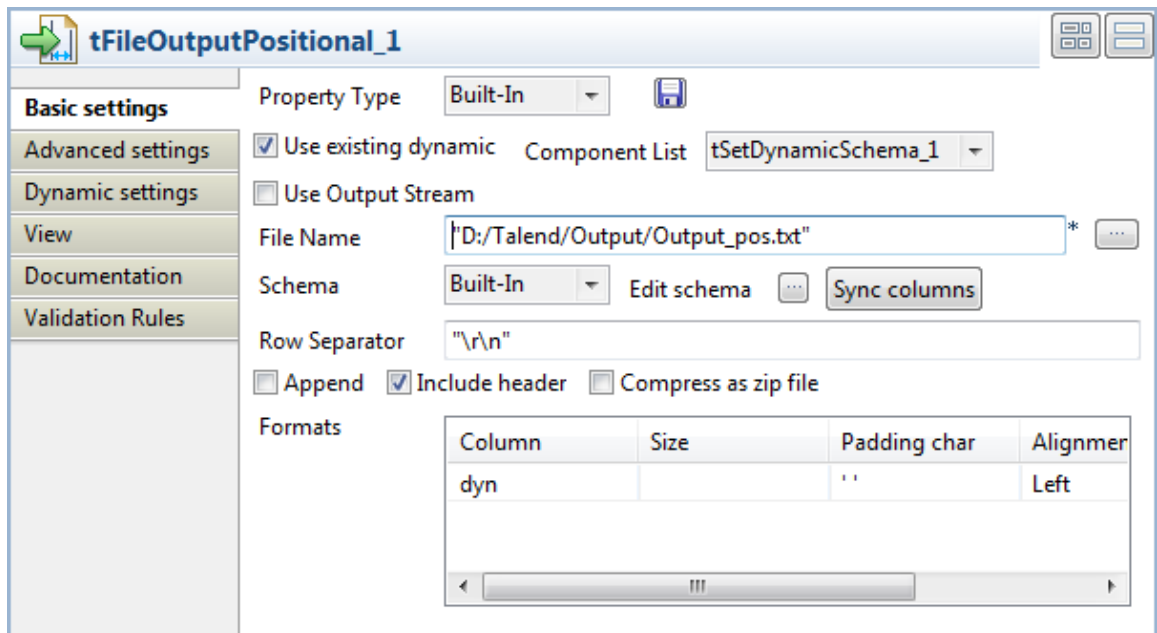 tFileOutputPositional_1
Basic settings
Advanced settings
Dynamic settings
View
Documentation
Validation Rules
Property Type Built-In
Use existing dynamic Component List tSetDynamicSchema_1
Use Output Stream
File Name "D:/Talend/Output/Output_pos.txt" * ...
Schema Built-In Edit schema ... Sync columns
Row Separator "\r\n"
Append Include header Compress as zip file
Formats
Column Size Padding char Alignmen
dyn ' ' Left